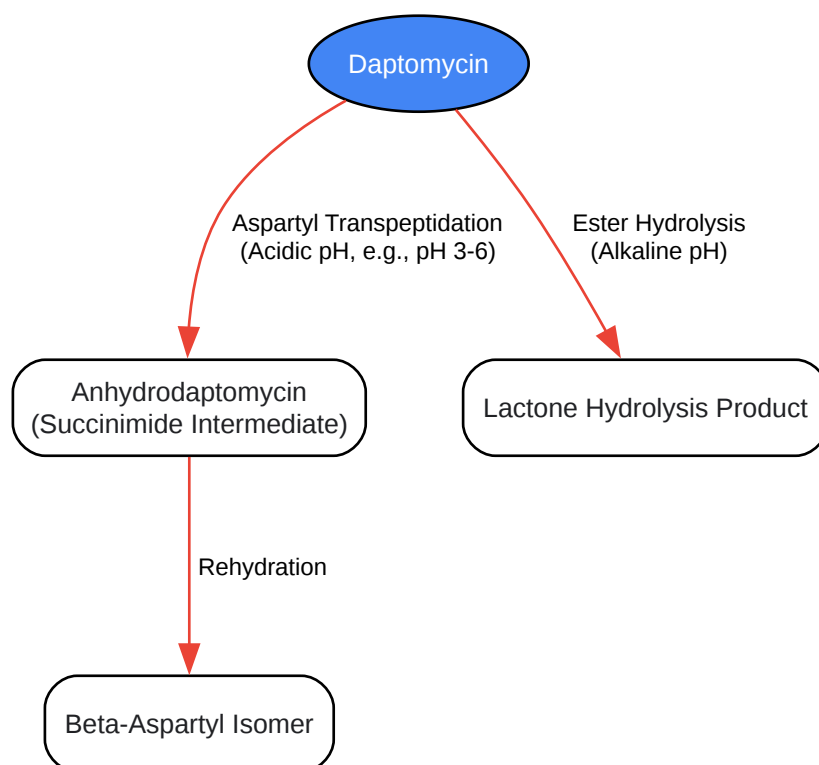 Daptomycin
Aspartyl Transpeptidation
(Acidic pH, e.g., pH 3-6)
Ester Hydrolysis
(Alkaline pH)
Anhydrodaptomycin
(Succinimide Intermediate)
Lactone Hydrolysis Product
Rehydration
Beta-Aspartyl Isomer